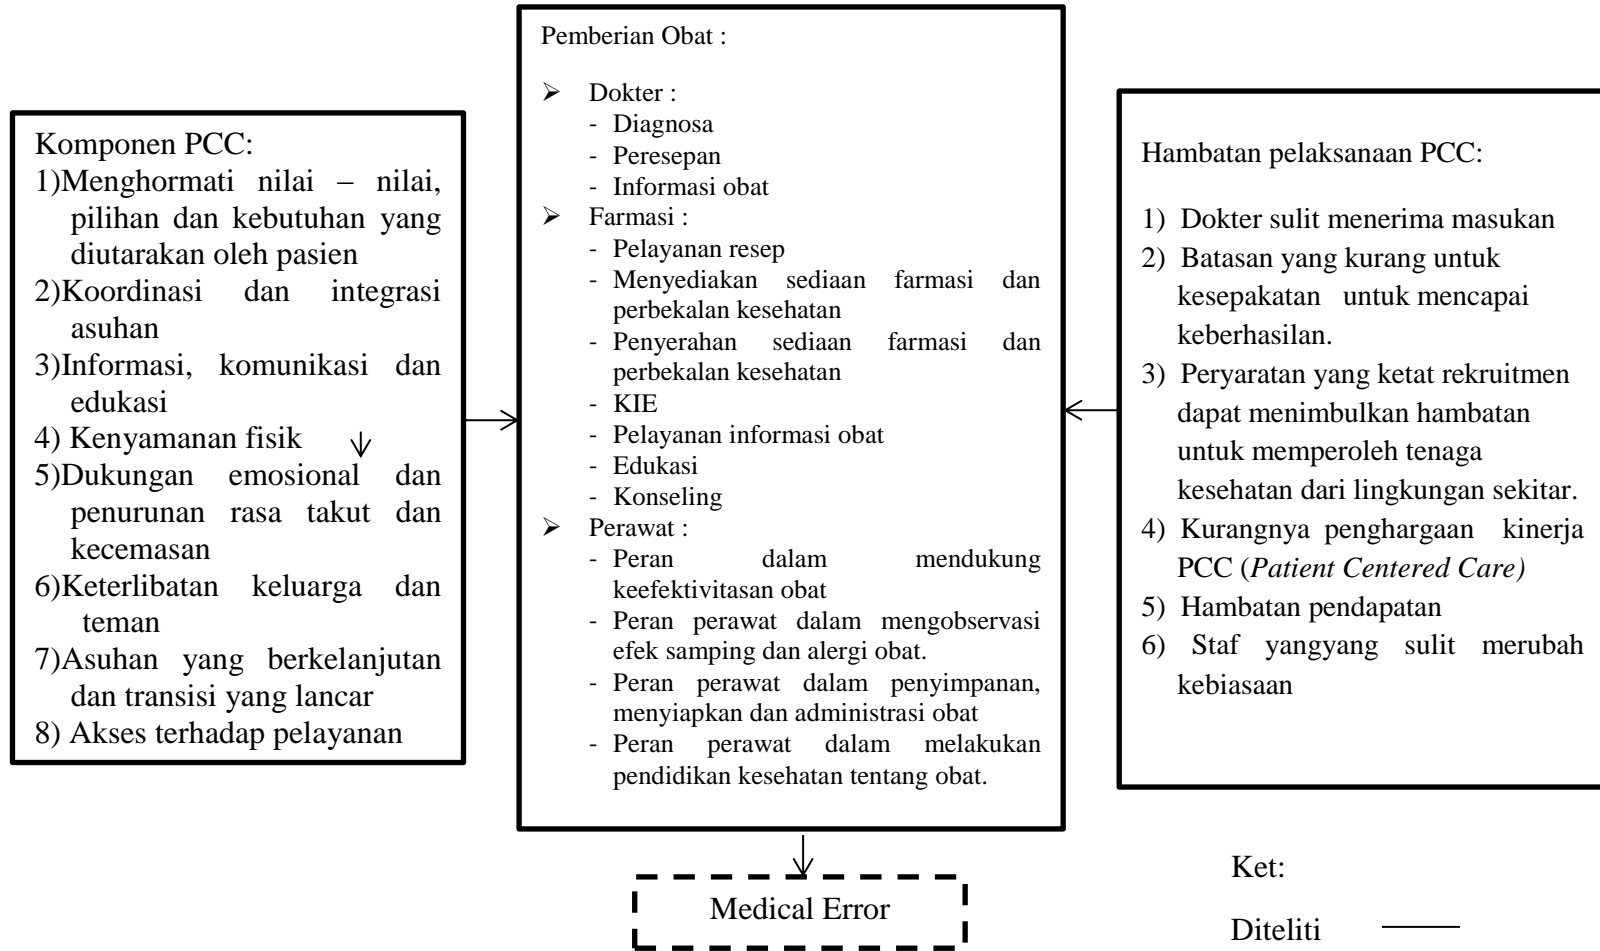 Komponen PCC:
1)Menghormati nilai – nilai,
pilihan dan kebutuhan yang
diutarakan oleh pasien
2)Koordinasi dan integrasi
asuhan
3)Informasi, komunikasi dan
edukasi
4) Kenyamanan fisik
5)Dukungan emosional dan
penurunan rasa takut dan
kecemasan
6)Keterlibatan keluarga dan
teman
7)Asuhan yang berkelanjutan
dan transisi yang lancar
8) Akses terhadap pelayanan
Pemberian Obat :
➢ Dokter :
- Diagnosa
- Peresepan
- Informasi obat
➢ Farmasi :
- Pelayanan resep
- Menyediakan sediaan farmasi dan
perbekalan kesehatan
- Penyerahan sediaan farmasi dan
perbekalan kesehatan
- KIE
- Pelayanan informasi obat
- Edukasi
- Konseling
➢ Perawat :
- Peran dalam mendukung
keefektivitasan obat
- Peran perawat dalam mengobservasi
efek samping dan alergi obat.
- Peran perawat dalam penyimpanan,
menyiapkan dan administrasi obat
- Peran perawat dalam melakukan
pendidikan kesehatan tentang obat.
Hambatan pelaksanaan PCC:
1) Dokter sulit menerima masukan
2) Batasan yang kurang untuk
kesepakatan untuk mencapai
keberhasilan.
3) Peryaratan yang ketat rekruitmen
dapat menimbulkan hambatan
untuk memperoleh tenaga
kesehatan dari lingkungan sekitar.
4) Kurangnya penghargaan kinerja
PCC (Patient Centered Care)
5) Hambatan pendapatan
6) Staf yangyang sulit merubah
kebiasaan
Medical Error
Ket:
Diteliti